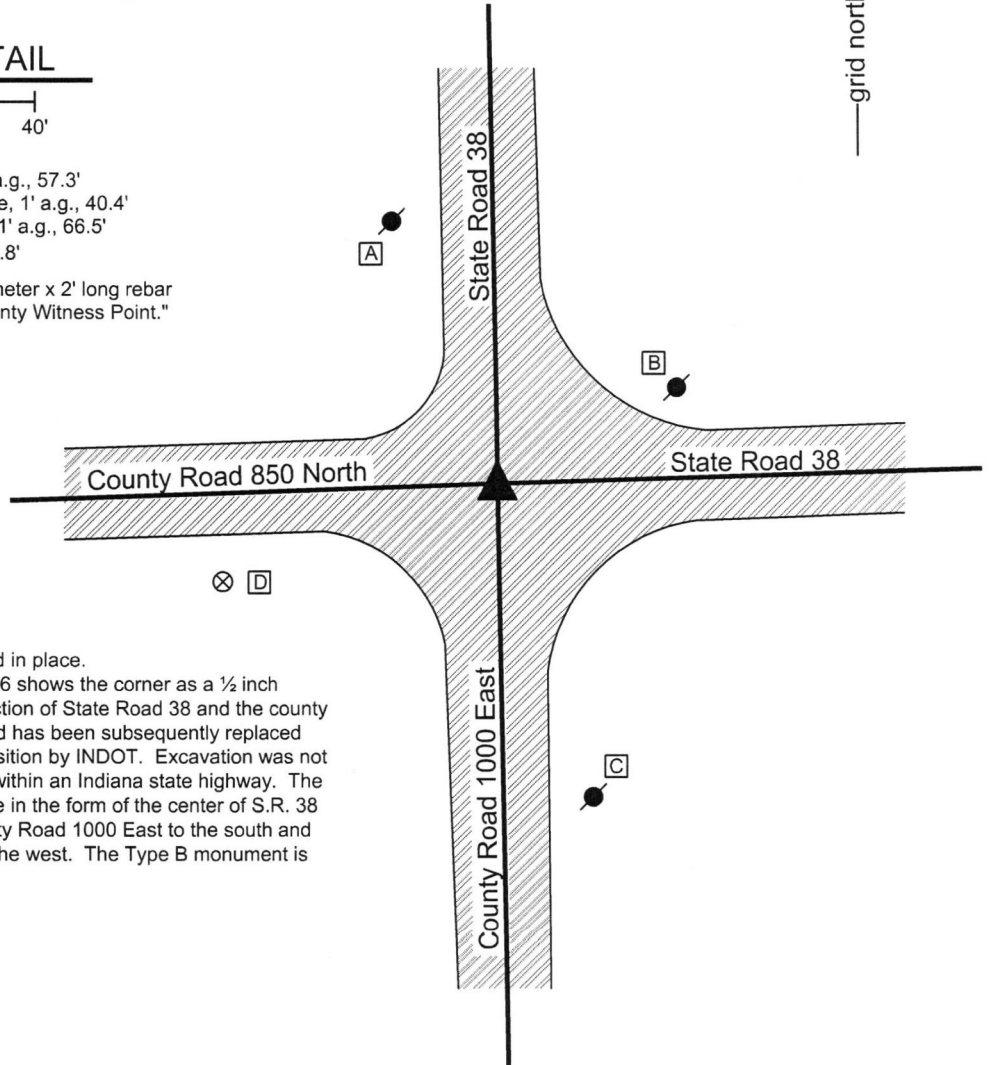 TAIL
40'
a.g., 57.3'
e, 1' a.g., 40.4'
1' a.g., 66.5'
.8'
meter x 2' long rebar
nty Witness Point."
grid north
State Road 38
A
B
County Road 850 North
State Road 38
D
County Road 1000 East
C
d in place.
6 shows the corner as a ½ inch
ction of State Road 38 and the county
d has been subsequently replaced
sition by INDOT. Excavation was not
within an Indiana state highway. The
e in the form of the center of S.R. 38
ty Road 1000 East to the south and
he west. The Type B monument is